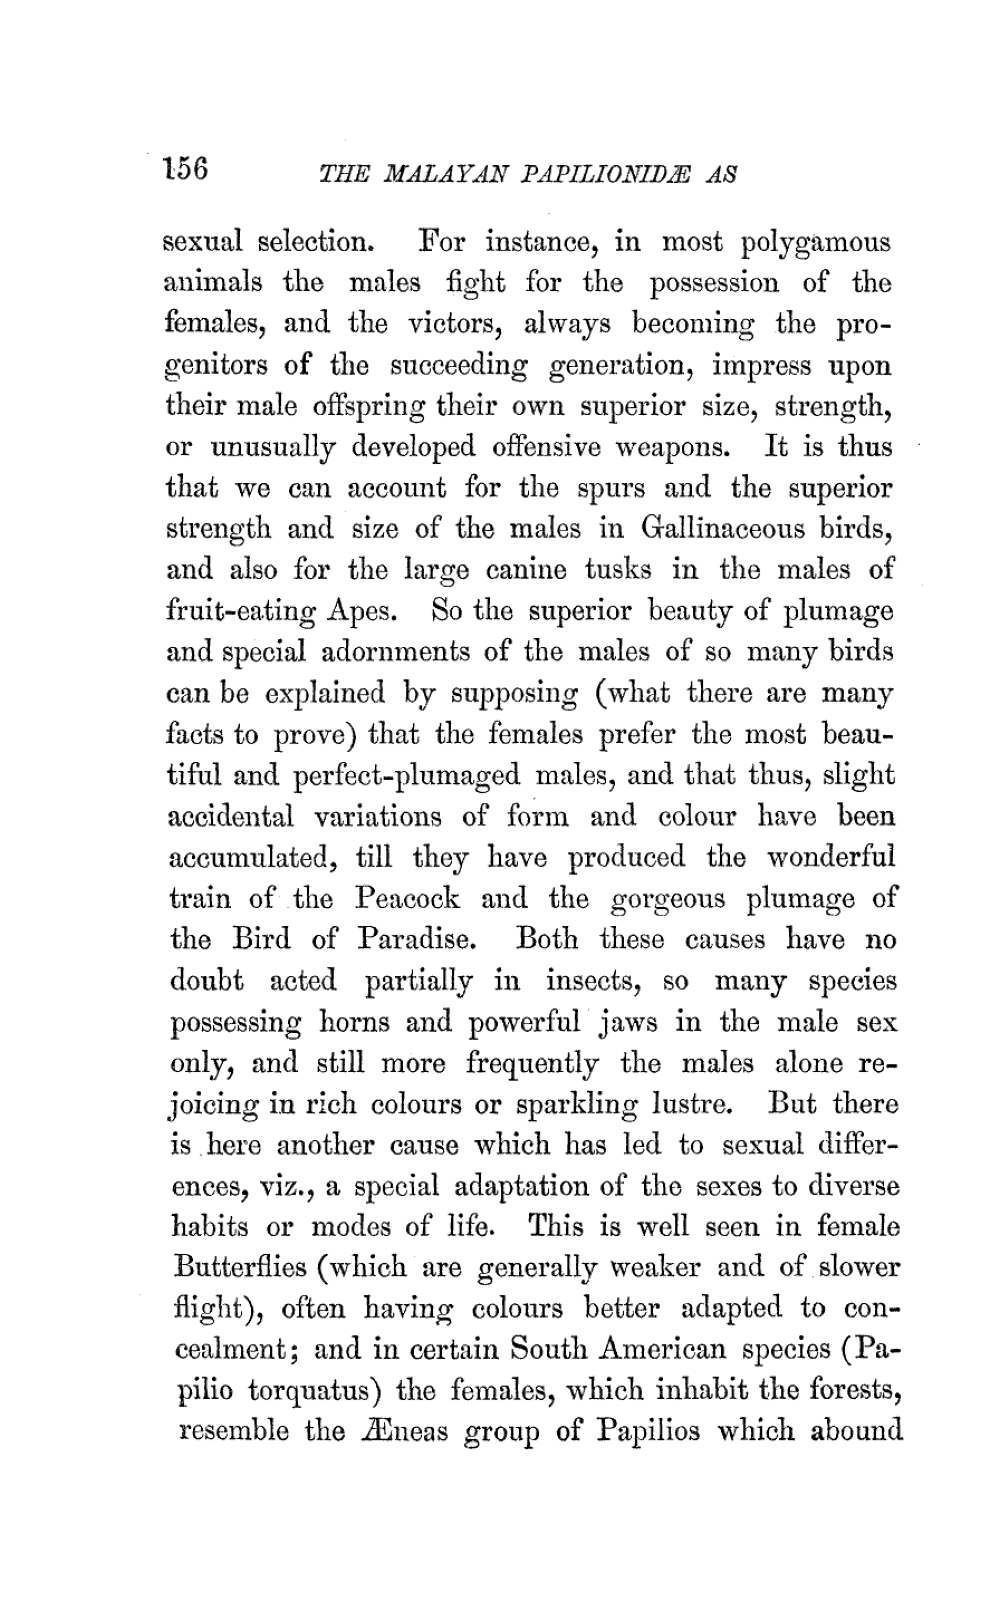 156 THE MALAYAN PAPILIONIDÆ AS
sexual selection. For instance, in most polygamous
animals the males fight for the possession of the
females, and the victors, always becoming the pro-
genitors of the succeeding generation, impress upon
their male offspring their own superior size, strength,
or unusually developed offensive weapons. It is thus
that we can account for the spurs and the superior
strength and size of the males in Gallinaceous birds,
and also for the large canine tusks in the males of
fruit-eating Apes. So the superior beauty of plumage
and special adornments of the males of so many birds
can be explained by supposing (what there are many
facts to prove) that the females prefer the most beau-
tiful and perfect-plumaged males, and that thus, slight
accidental variations of form and colour have been
accumulated, till they have produced the wonderful
train of the Peacock and the gorgeous plumage of
the Bird of Paradise. Both these causes have no
doubt acted partially in insects, so many species
possessing horns and powerful jaws in the male sex
only, and still more frequently the males alone re-
joicing in rich colours or sparkling lustre. But there
is here another cause which has led to sexual differ-
ences, viz., a special adaptation of the sexes to diverse
habits or modes of life. This is well seen in female
Butterflies (which are generally weaker and of slower
flight), often having colours better adapted to con-
cealment; and in certain South American species (Pa-
pilio torquatus) the females, which inhabit the forests,
resemble the Æneas group of Papilios which abound